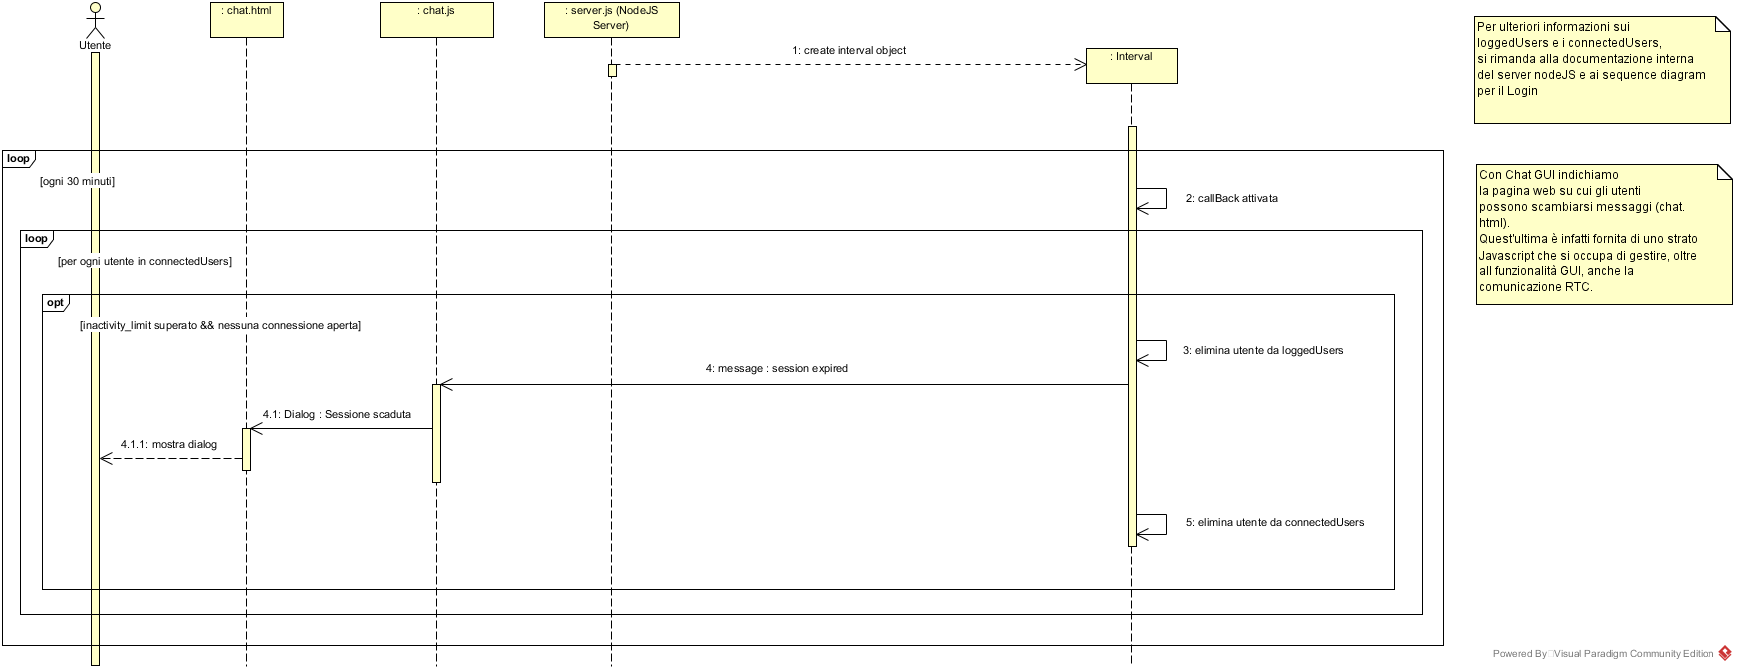 : chat.html
: chat.js
: server.js (NodeJS
Server)
Utente
1: create interval object
: Interval
Per ulteriori informazioni sui
loggedUsers e i connectedUsers,
si rimanda alla documentazione interna
del server nodeJS e ai sequence diagram
per il Login
loop
[ogni 30 minuti]
2: callBack attivata
Con Chat GUI indichiamo
la pagina web su cui gli utenti
possono scambiarsi messaggi (chat.
html).
Quest'ultima è infatti fornita di uno strato
Javascript che si occupa di gestire, oltre
all funzionalità GUI, anche la
comunicazione RTC.
loop
[per ogni utente in connectedUsers]
opt
[inactivity_limit superato && nessuna connessione aperta]
3: elimina utente da loggedUsers
4: message : session expired
4.1: Dialog : Sessione scaduta
4.1.1: mostra dialog
5: elimina utente da connectedUsers
Powered By Visual Paradigm Community Edition